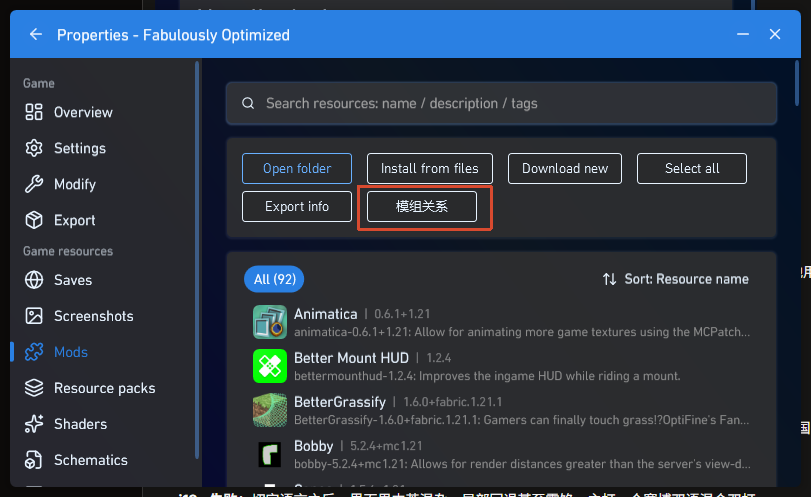 Properties - Fabulously Optimized
Game
Overview
Settings
Modify
Export
Game resources
Saves
Screenshots
Mods
Resource packs
Shaders
Schematics
Search resources: name / description / tags
Open folder
Install from files
Download new
Select all
Export info
模组关系
All (92)
Sort: Resource name
Animatica | 0.6.1+1.21
animatica-0.6.1+1.21: Allow for animating more game textures using the MCPatch...
Better Mount HUD | 1.2.4
bettermounthud-1.2.4: Improves the ingame HUD while riding a mount.
BetterGrassify | 1.6.0+fabric.1.21.1
BetterGrassify-1.6.0+fabric.1.21.1: Gamers can finally touch grass!?OptiFine's Fan...
Bobby | 5.2.4+mc1.21
bobby-5.2.4+mc1.21: Allows for render distances greater than the server's view-d...